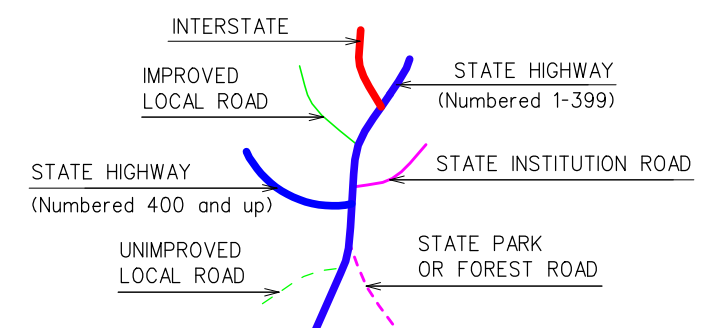 INTERSTATE
IMPROVED
LOCAL ROAD
STATE HIGHWAY
(Numbered 1-399)
STATE HIGHWAY
(Numbered 400 and up)
STATE INSTITUTION ROAD
UNIMPROVED
LOCAL ROAD
STATE PARK
OR FOREST ROAD